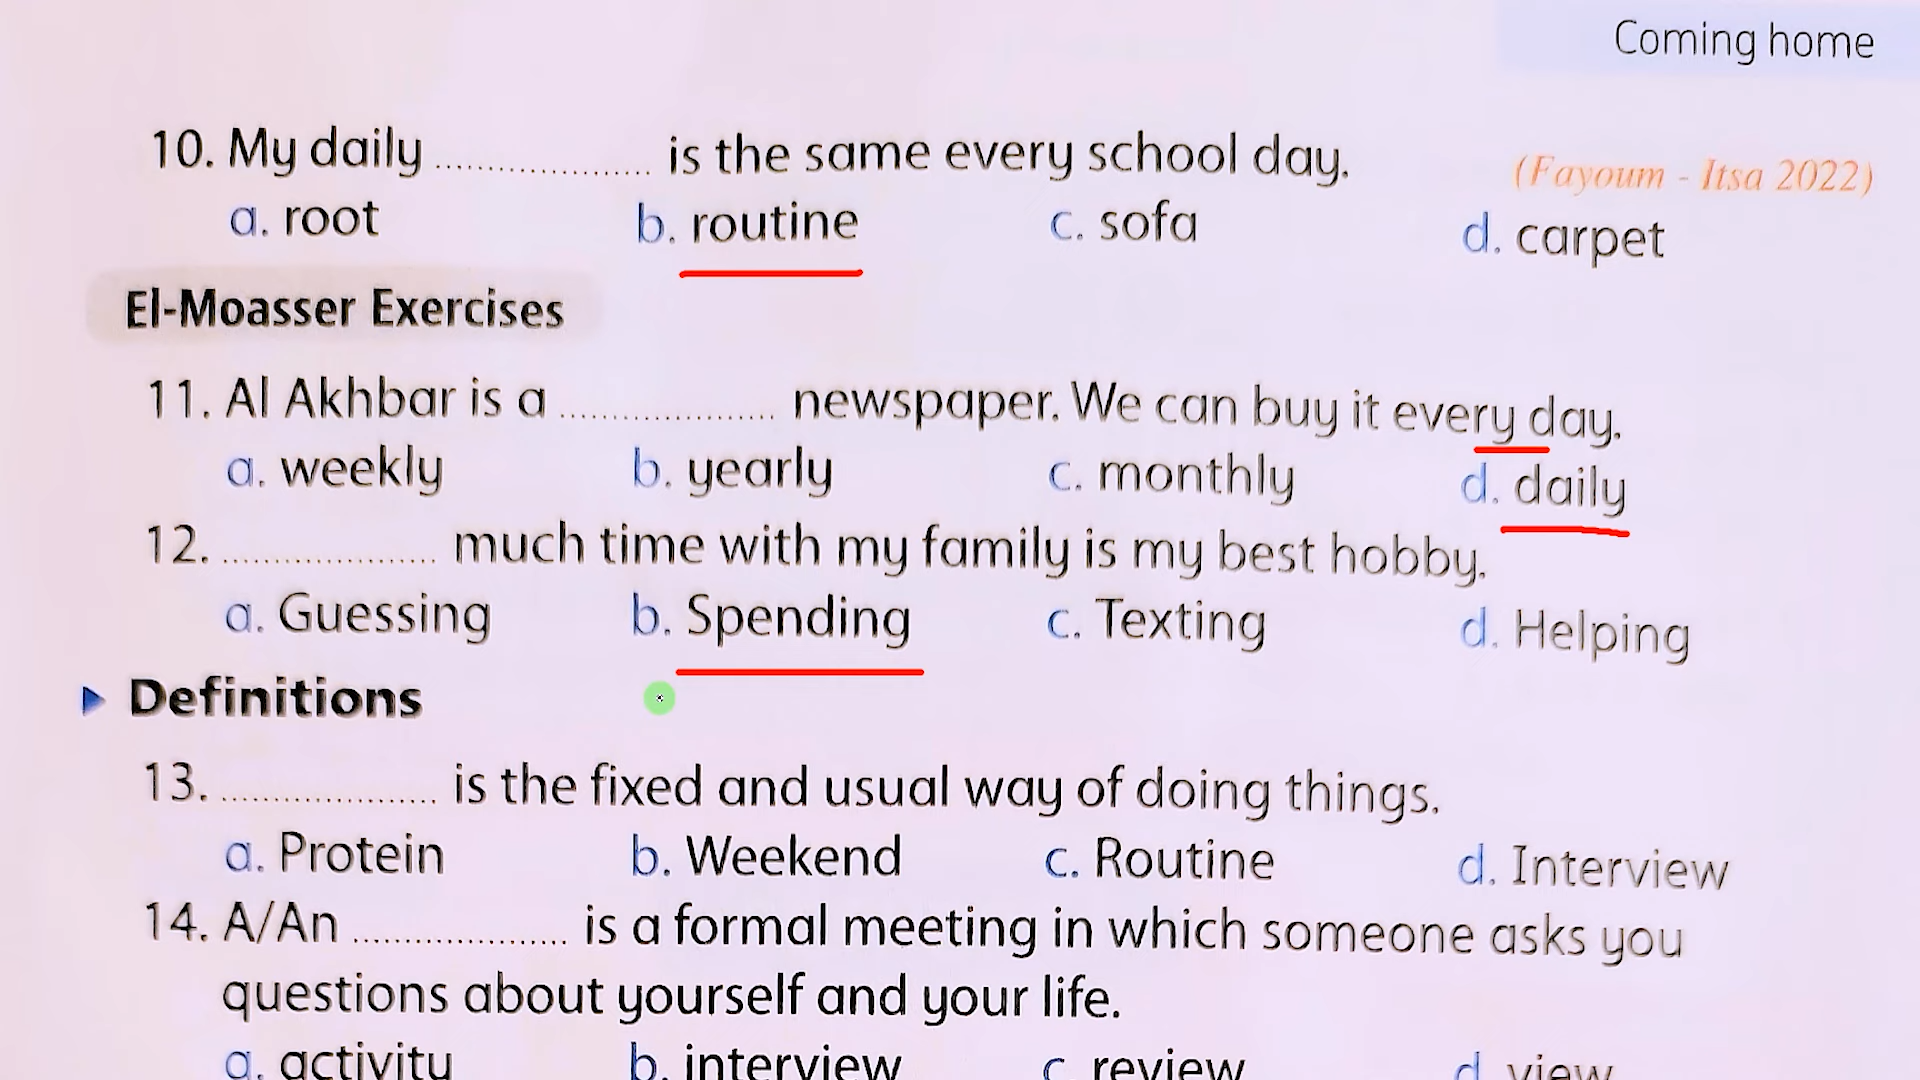 Coming home
10. My daily .................... is the same every school day.
(Fayoum - Itsa 2022)
a. root b. routine c. sofa d. carpet
El-Moasser Exercises
11. Al Akhbar is a .................... newspaper. We can buy it every day.
a. weekly b. yearly c. monthly d. daily
12. .................... much time with my family is my best hobby.
a. Guessing b. Spending c. Texting d. Helping
Definitions
13. .................... is the fixed and usual way of doing things.
a. Protein b. Weekend c. Routine d. Interview
14. A/An .................... is a formal meeting in which someone asks you
questions about yourself and your life.
a. activity b. interview c. review d. view